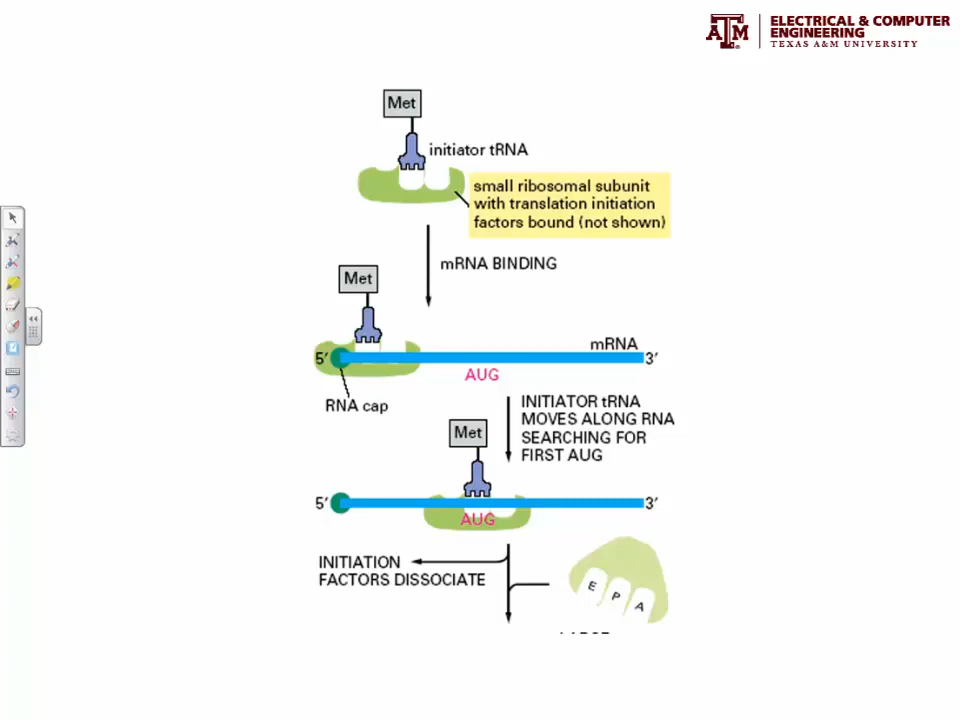 ELECTRICAL & COMPUTER
ENGINEERING
TEXAS A&M UNIVERSITY
Met
initiator tRNA
small ribosomal subunit
with translation initiation
factors bound (not shown)
mRNA BINDING
Met
mRNA
5′
3′
AUG
RNA cap
INITIATOR tRNA
MOVES ALONG RNA
SEARCHING FOR
FIRST AUG
Met
5′
3′
AUG
INITIATION
FACTORS DISSOCIATE
E P A